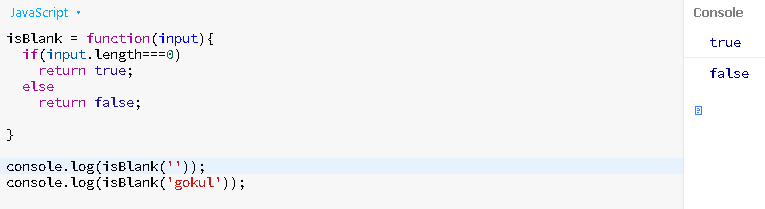 JavaScript
isBlank = function(input){
if(input.length===0)
return true;
else
return false;
}
console.log(isBlank(''));
console.log(isBlank('gokul'));
Console
true
false